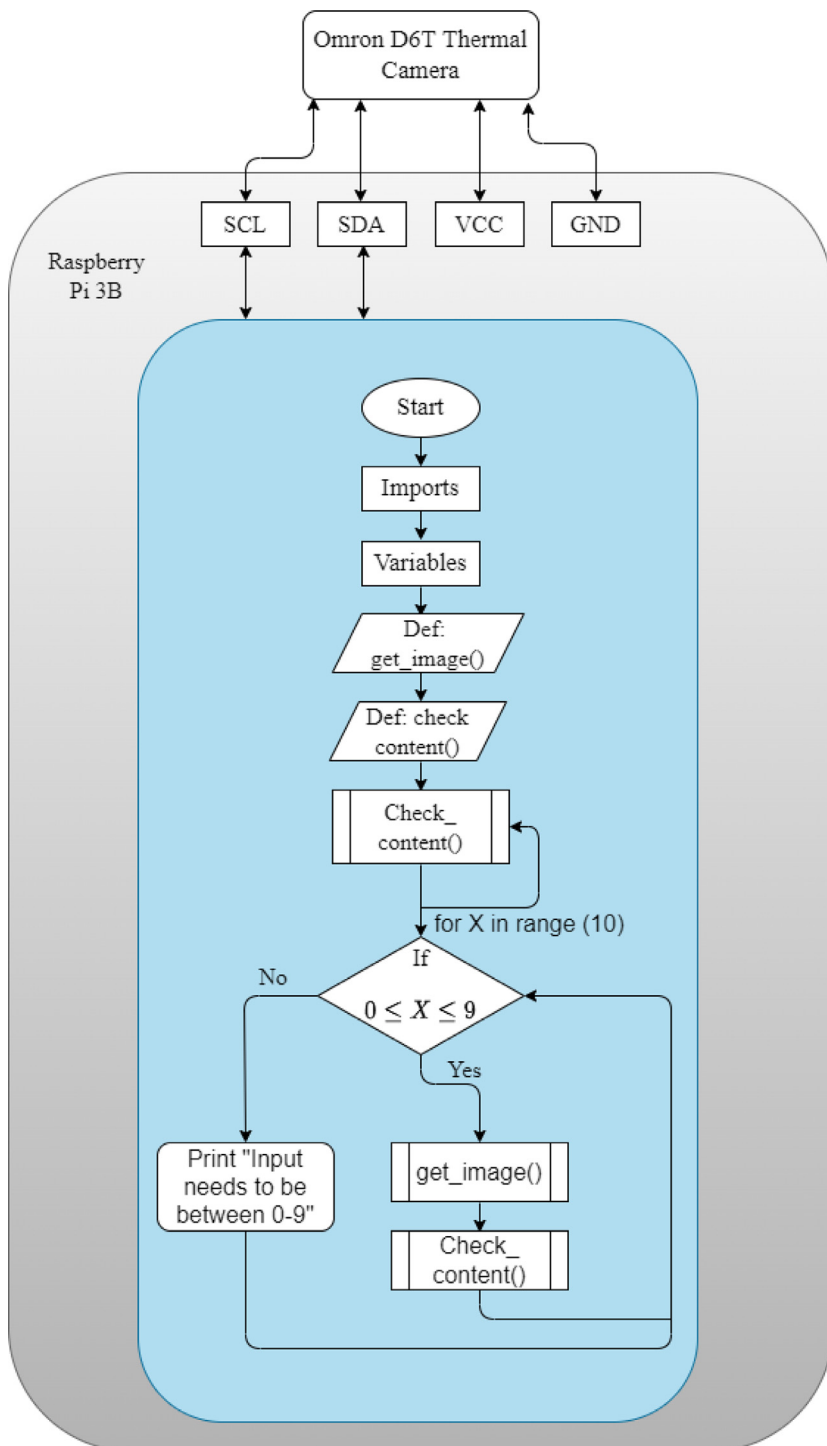 Omron D6T Thermal
Camera
SCL
SDA
VCC
GND
Raspberry
Pi 3B
Start
Imports
Variables
Def:
get_image()
Def: check
content()
Check_
content()
for X in range (10)
If
0 ≤ X ≤ 9
No
Yes
Print "Input
needs to be
between 0-9"
get_image()
Check_
content()